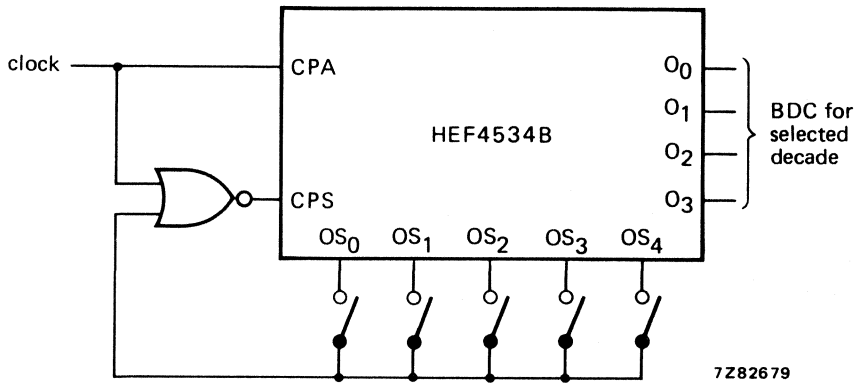 clock
CPA
HEF4534B
CPS
O0
O1
O2
O3
BDC for
selected
decade
OS0
OS1
OS2
OS3
OS4
7Z82679